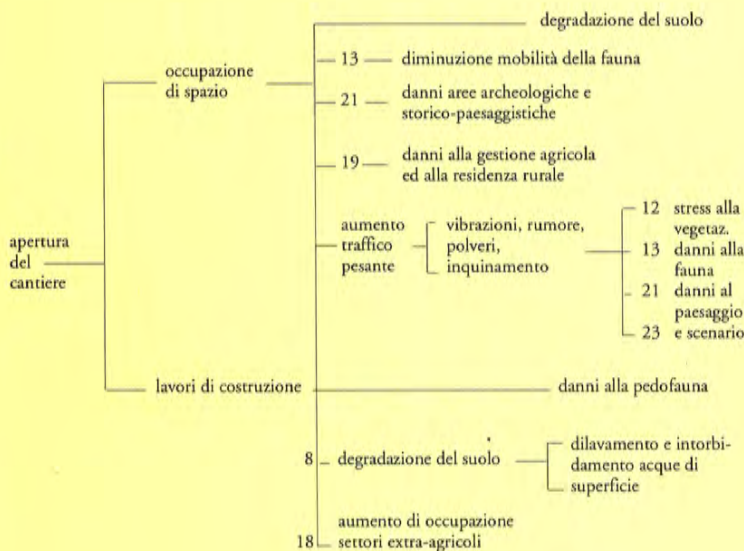 degradazione del suolo
occupazione
di spazio
13 diminuzione mobilità della fauna
21 danni aree archeologiche e
storico-paesaggistiche
19 danni alla gestione agricola
ed alla residenza rurale
apertura
del
cantiere
aumento
traffico
pesante
vibrazioni, rumore,
polveri,
inquinamento
12 stress alla
vegetaz.
13 danni alla
fauna
21 danni al
paesaggio
23 e scenario
lavori di costruzione
danni alla pedofauna
8 degradazione del suolo
dilavamento e intorbi-
damento acque di
superficie
aumento di occupazione
18 settori extra-agricoli